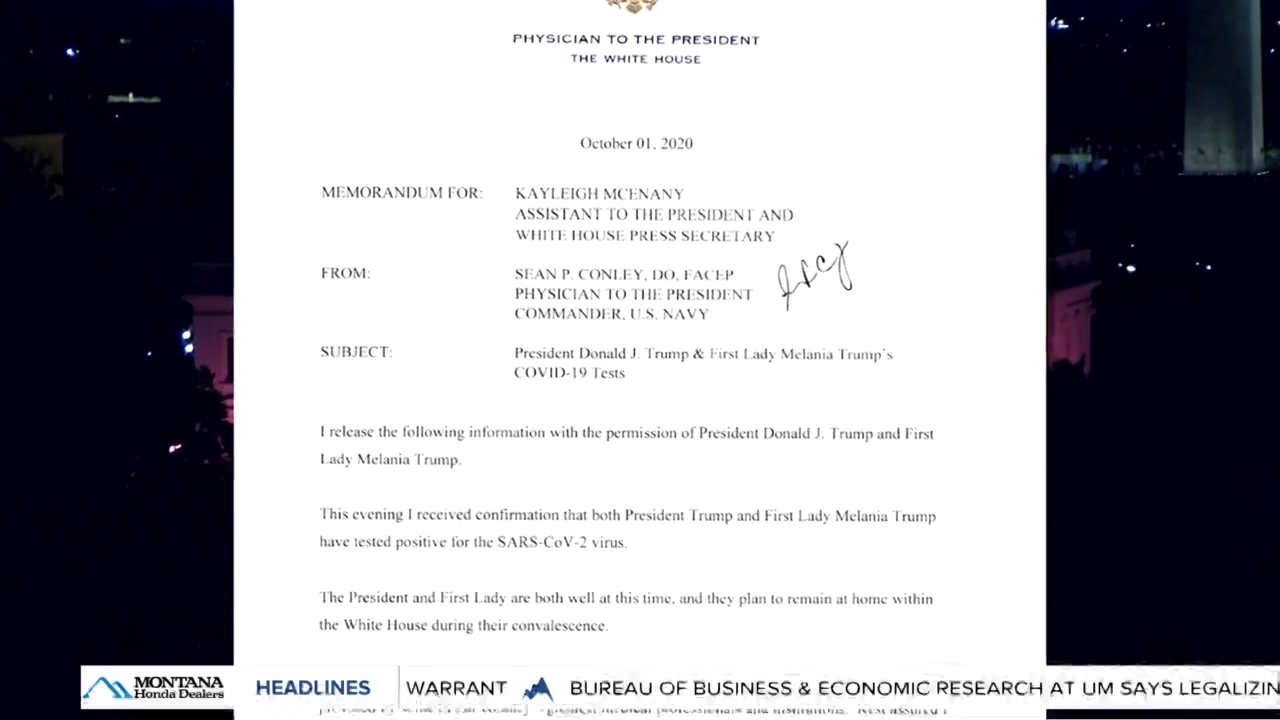 PHYSICIAN TO THE PRESIDENT
THE WHITE HOUSE
October 01, 2020
MEMORANDUM FOR: KAYLEIGH MCENANY
ASSISTANT TO THE PRESIDENT AND
WHITE HOUSE PRESS SECRETARY
FROM: SEAN P. CONLEY, DO, FACEP
PHYSICIAN TO THE PRESIDENT
COMMANDER, U.S. NAVY
SUBJECT: President Donald J. Trump & First Lady Melania Trump's
COVID-19 Tests
I release the following information with the permission of President Donald J. Trump and First
Lady Melania Trump.
This evening I received confirmation that both President Trump and First Lady Melania Trump
have tested positive for the SARS-CoV-2 virus.
The President and First Lady are both well at this time, and they plan to remain at home within
the White House during their convalescence.
MONTANA
Honda Dealers
HEADLINES
WARRANT BUREAU OF BUSINESS & ECONOMIC RESEARCH AT UM SAYS LEGALIZIN